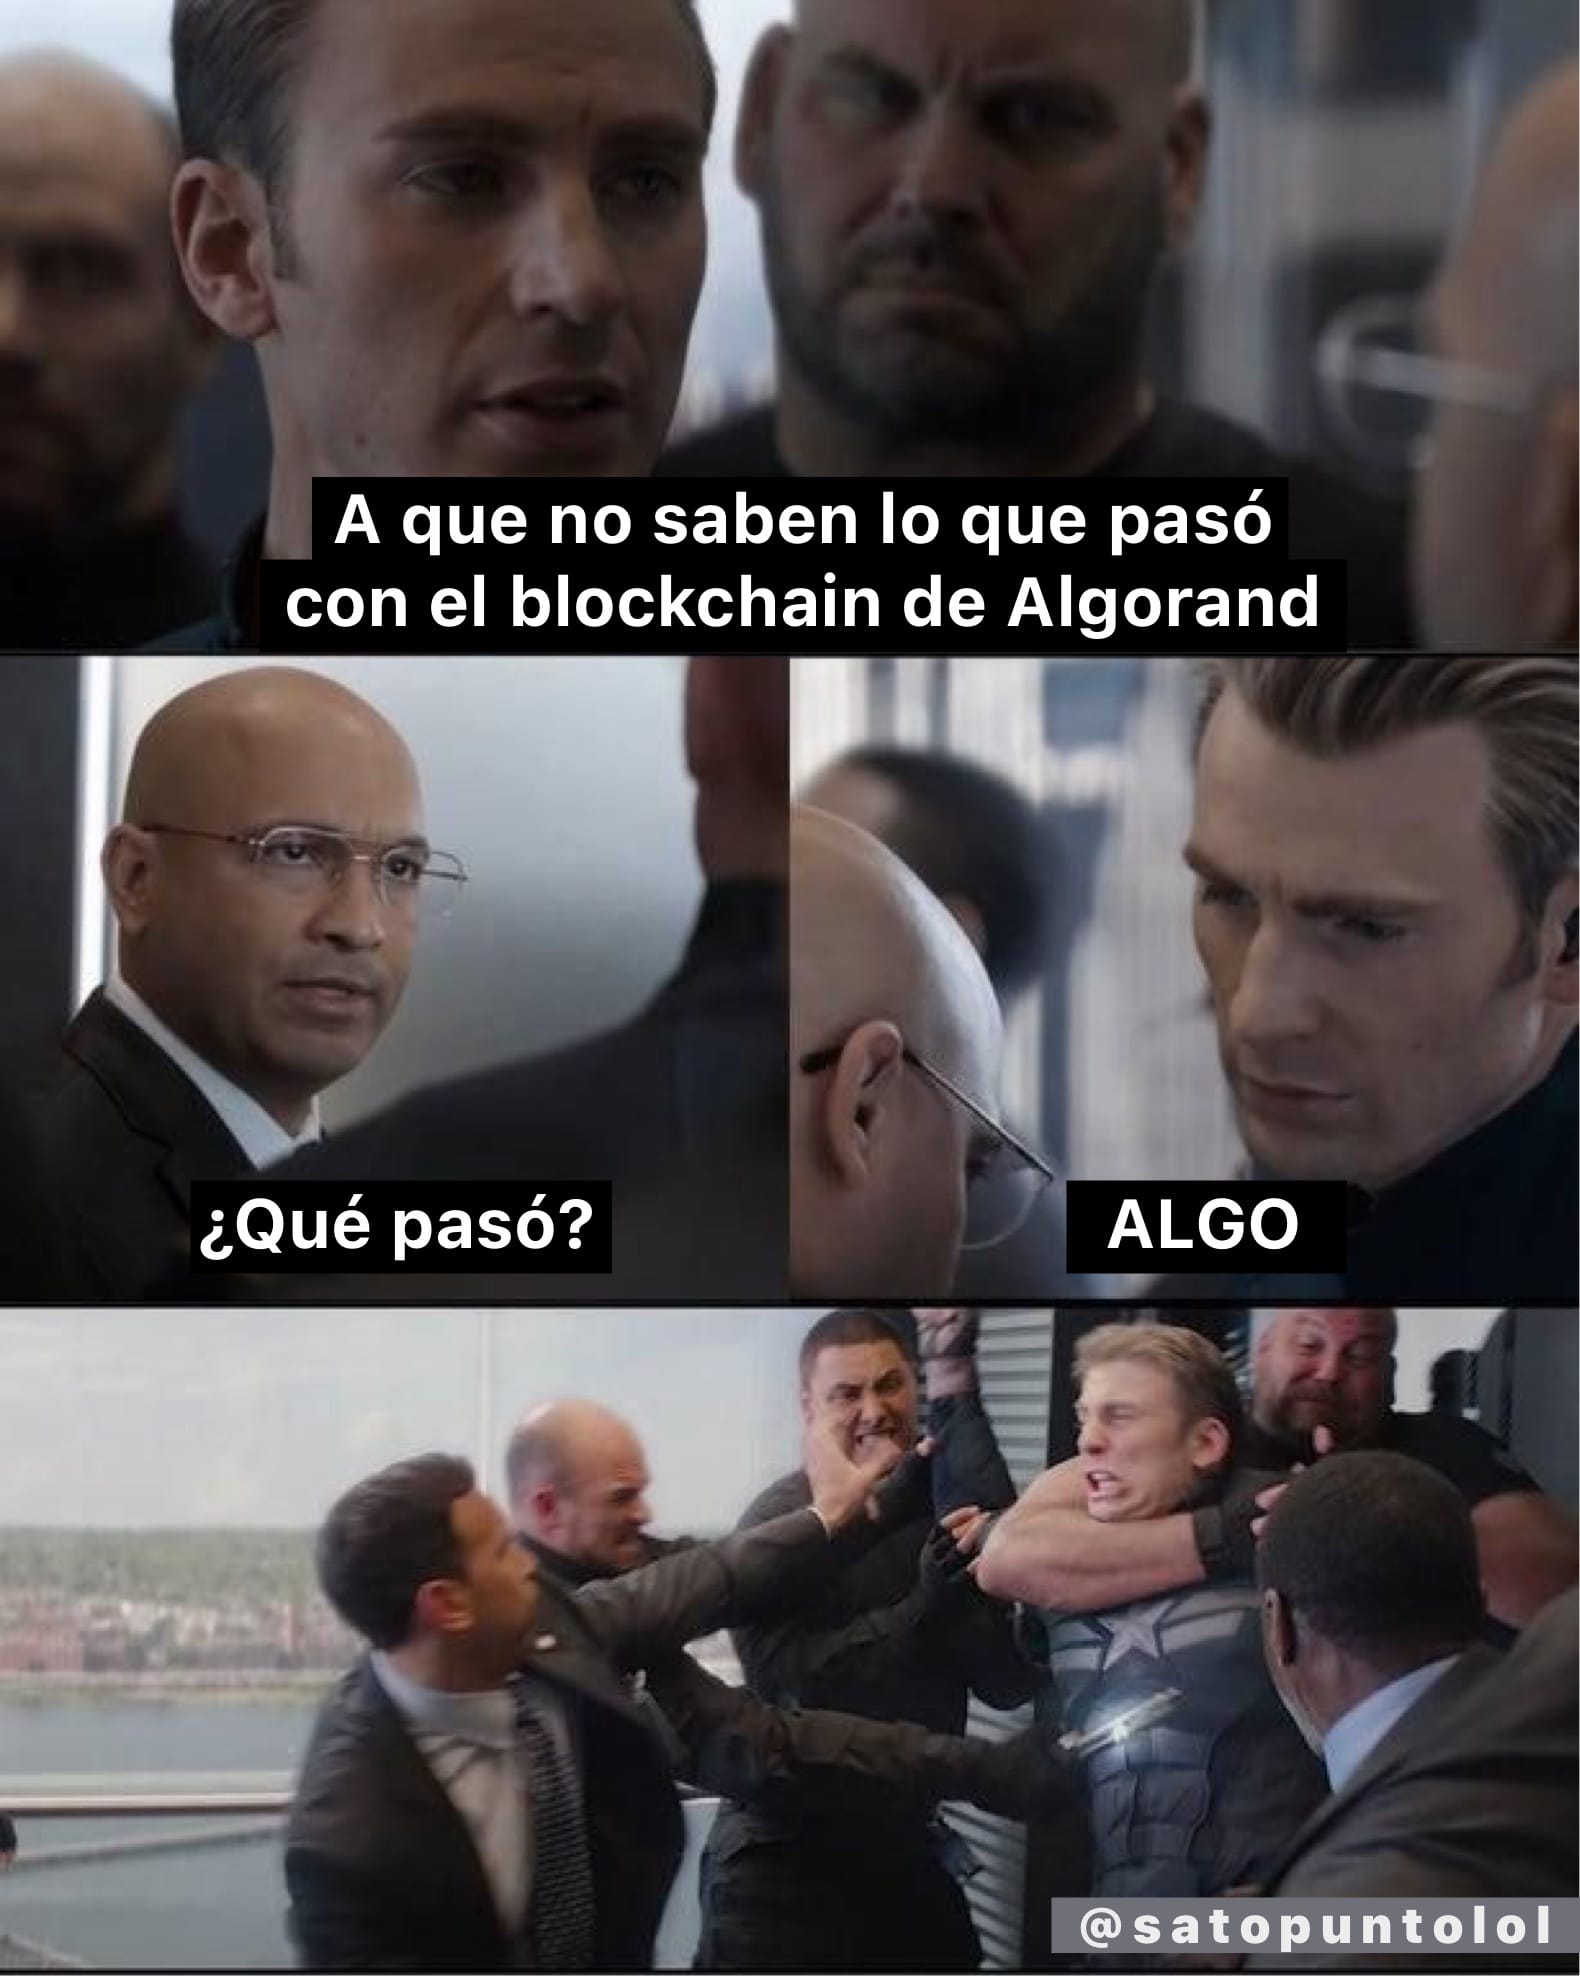 A que no saben lo que pasó
con el blockchain de Algorand
¿Qué pasó?
ALGO
@satopuntolol